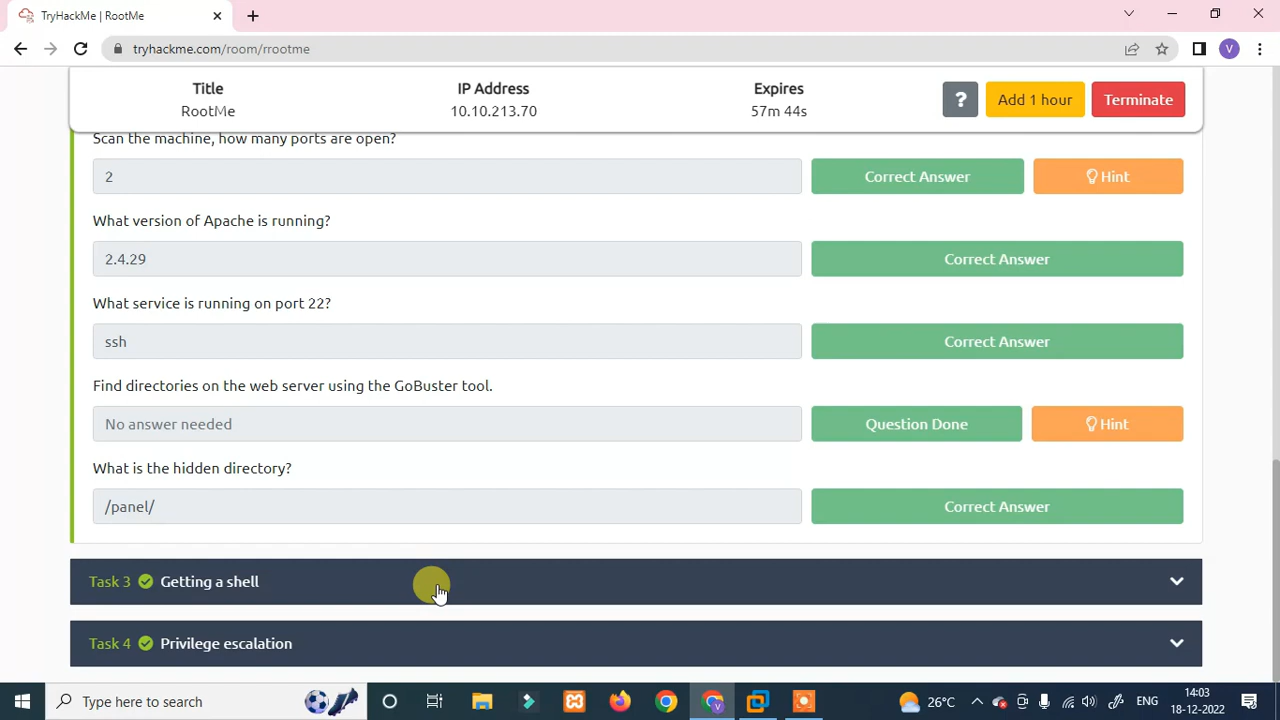 TryHackMe | RootMe
tryhackme.com/room/rrootme
V
Title
RootMe
IP Address
10.10.213.70
Expires
57m 44s
?
Add 1 hour
Terminate
Scan the machine, how many ports are open?
2
Correct Answer
Hint
What version of Apache is running?
2.4.29
Correct Answer
What service is running on port 22?
ssh
Correct Answer
Find directories on the web server using the GoBuster tool.
No answer needed
Question Done
Hint
What is the hidden directory?
/panel/
Correct Answer
Task 3 Getting a shell
Task 4 Privilege escalation
Type here to search
26°C
ENG
14:03
18-12-2022